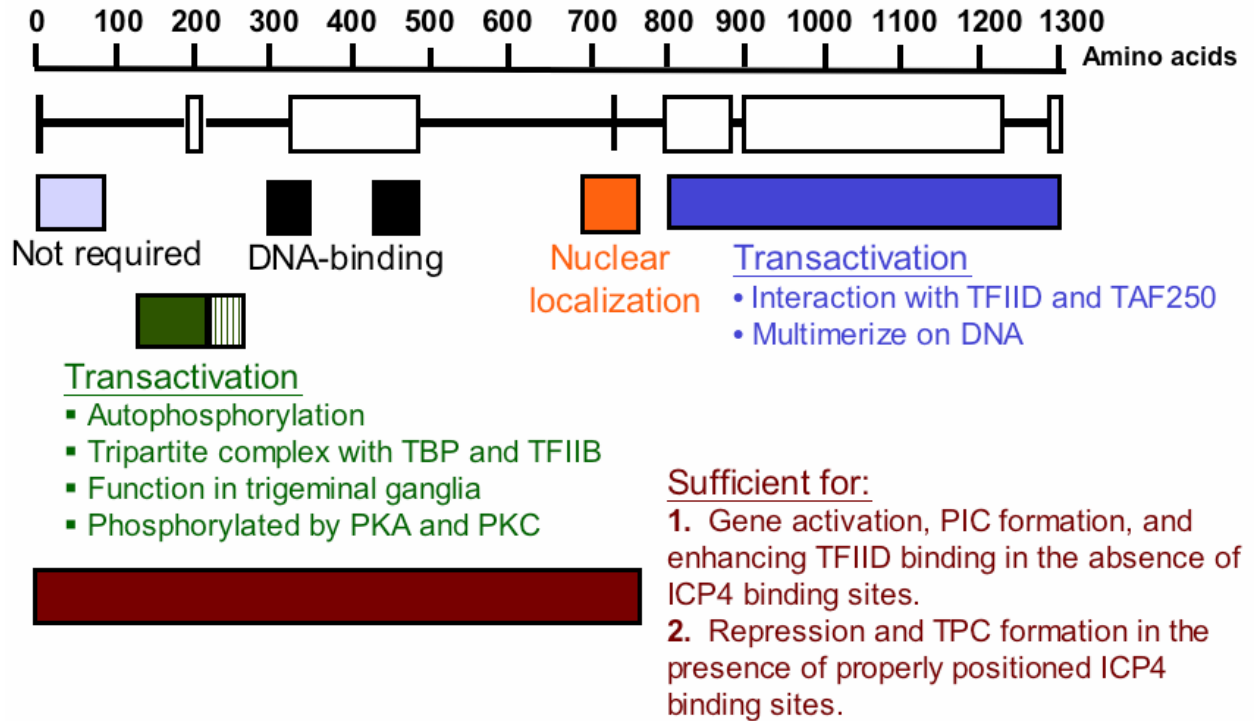 0 100 200 300 400 500 600 700 800 900 1000 1100 1200 1300
Amino acids
Not required
DNA-binding
Nuclear
localization
Transactivation
• Interaction with TFIID and TAF250
• Multimerize on DNA
Transactivation
▪ Autophosphorylation
▪ Tripartite complex with TBP and TFIIB
▪ Function in trigeminal ganglia
▪ Phosphorylated by PKA and PKC
Sufficient for:
1. Gene activation, PIC formation, and
enhancing TFIID binding in the absence of
ICP4 binding sites.
2. Repression and TPC formation in the
presence of properly positioned ICP4
binding sites.